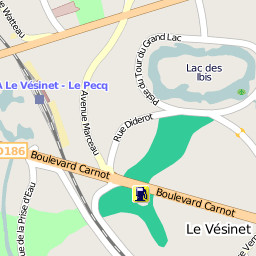 Watteau
Piste du Tour du Grand Lac
Lac des
Ibis
A Le Vésinet - Le Pecq
Avenue Marceau
Rue Diderot
D186
Boulevard Carnot
Boulevard Carnot
de la Prise d'Eau
Le Vésinet